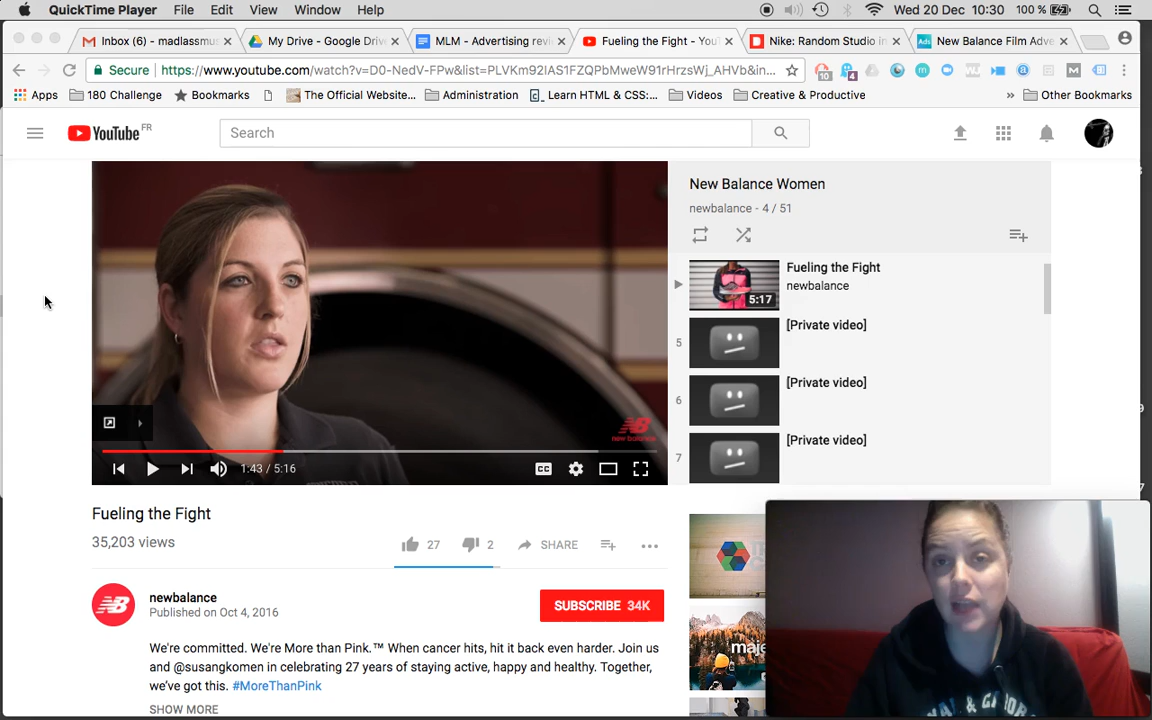 QuickTime Player File Edit View Window Help Wed 20 Dec 10:30 100 %
Inbox (6) - madlassmu My Drive - Google Driv MLM - Advertising revi Fueling the Fight - You Nike: Random Studio in New Balance Film Adve
Secure https://www.youtube.com/watch?v=D0-NedV-FPw&list=PLVKm92IAS1FZQPbMweW91rHrzsWj_AHVb&in... 10 4
Apps 180 Challenge Bookmarks The Official Website... Administration Learn HTML & CSS:... Videos Creative & Productive » Other Bookmarks
YouTube FR Search
New Balance Women
newbalance - 4 / 51
Fueling the Fight
newbalance
5:17
5 [Private video]
6 [Private video]
7 [Private video]
new balance
1:43 / 5:16 CC
Fueling the Fight
35,203 views
27 2 SHARE
newbalance
Published on Oct 4, 2016
SUBSCRIBE 34K
We're committed. We're More than Pink.™ When cancer hits, hit it back even harder. Join us
and @susangkomen in celebrating 27 years of staying active, happy and healthy. Together,
we've got this. #MoreThanPink
SHOW MORE
maje